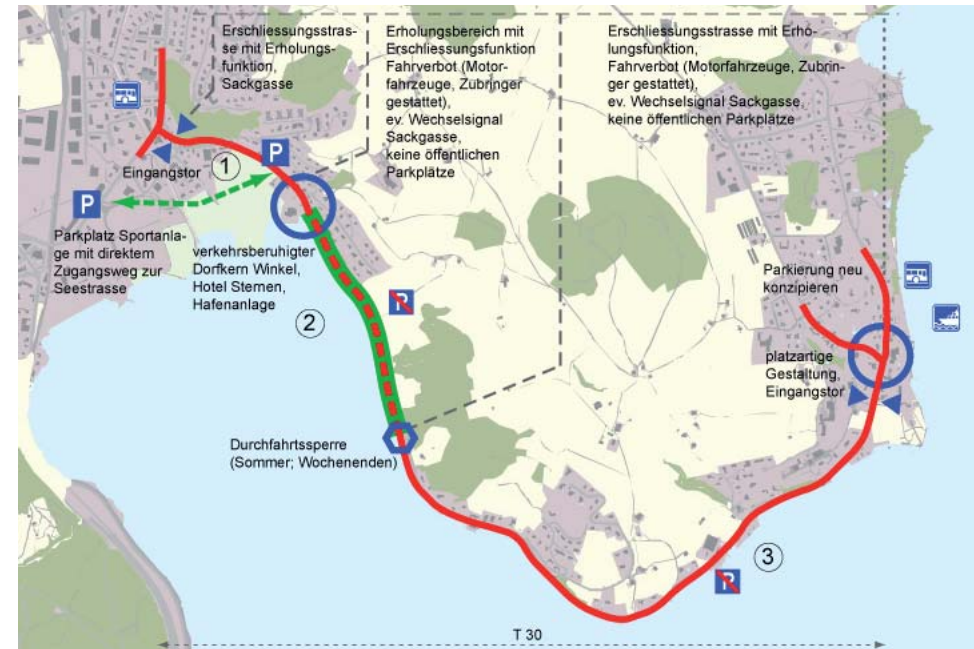 Erschliessungsstras-
se mit Erholungs-
funktion,
Sackgasse
Erholungsbereich mit
Erschliessungsfunktion
Fahrverbot (Motor-
fahrzeuge, Zubringer
gestattet),
ev. Wechselsignal
Sackgasse,
keine öffentlichen
Parkplätze
Erschliessungsstrasse mit Erho-
lungsfunktion,
Fahrverbot (Motorfahrzeuge, Zubrin-
ger gestattet),
ev. Wechselsignal Sackgasse,
keine öffentlichen Parkplätze
Eingangstor
1
P
P
Parkplatz Sportanla-
ge mit direktem
Zugangsweg zur
Seestrasse
verkehrsberuhigter
Dorfkern Winkel,
Hotel Sternen,
Hafenanlage
2
P
Parkierung neu
konzipieren
platzartige
Gestaltung,
Eingangstor
Durchfahrtssperre
(Sommer; Wochenenden)
3
P
T 30